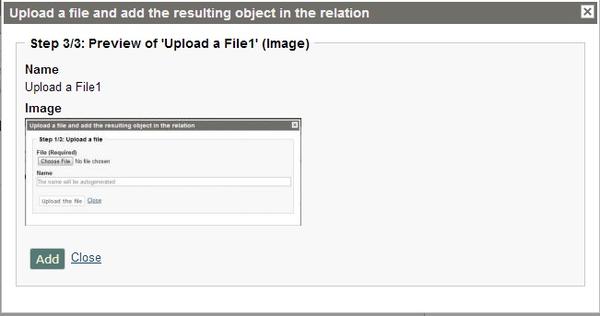 Upload a file and add the resulting object in the relation
Step 3/3: Preview of 'Upload a File1' (Image)
Name
Upload a File1
Image
Upload a file and add the resulting object in the relation
Step 1/3: Upload a file
File (Required)
Choose File No file chosen
Name
The name will be autogenerated
Upload the file Close
Add Close